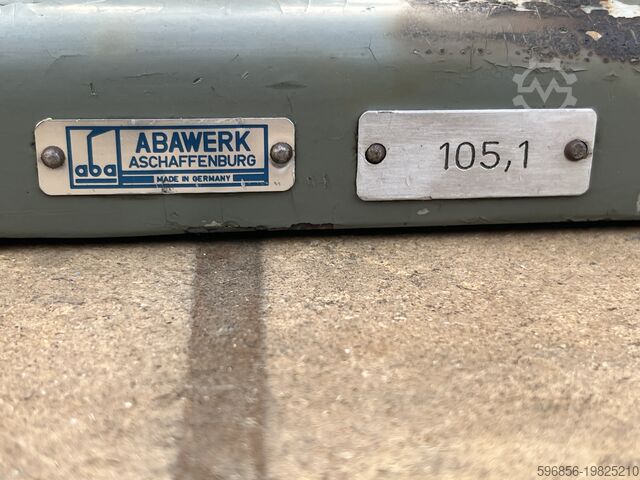 aba
ABAWERK
ASCHAFFENBURG
MADE IN GERMANY
105,1
596856-19825210